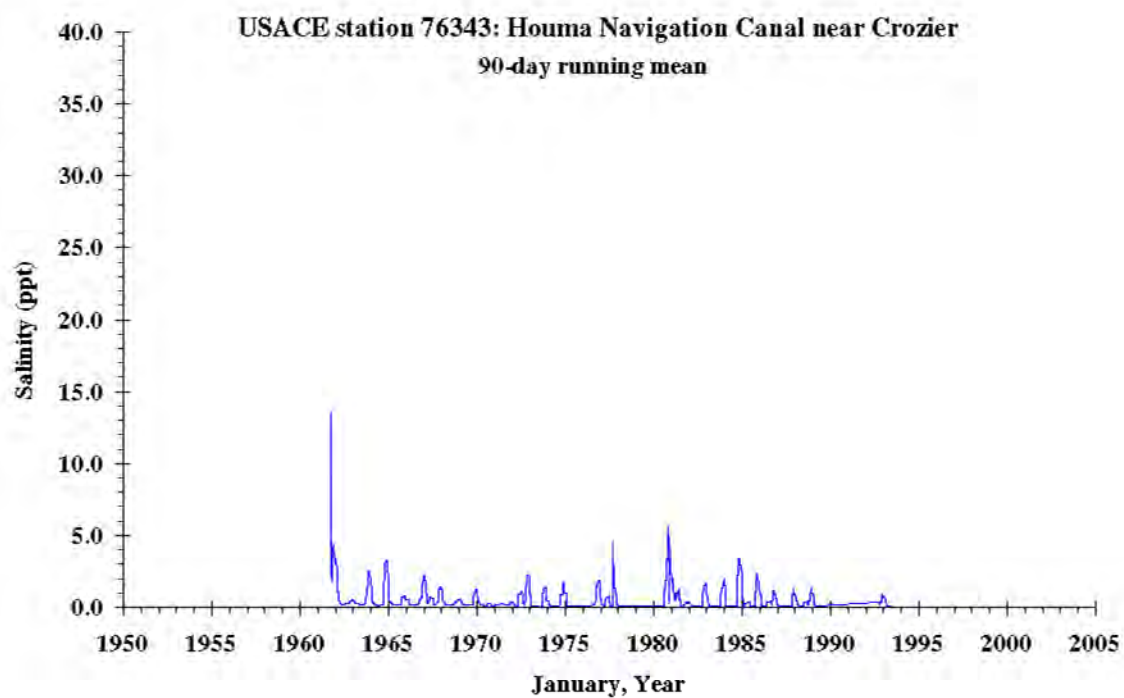 USACE station 76343: Houma Navigation Canal near Crozier
90-day running mean
40.0
35.0
30.0
25.0
20.0
15.0
10.0
5.0
0.0
Salinity (ppt)
1950 1955 1960 1965 1970 1975 1980 1985 1990 1995 2000 2005
January, Year